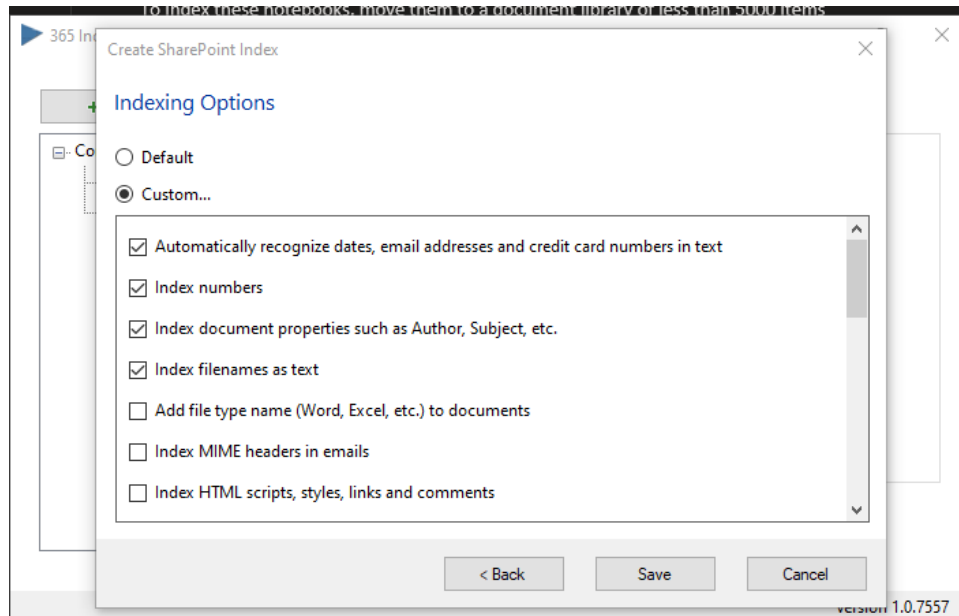 To index these notebooks, move them to a document library of less than 5000 items
365 In
Create SharePoint Index
Indexing Options
+
Co
Default
Custom...
Automatically recognize dates, email addresses and credit card numbers in text
Index numbers
Index document properties such as Author, Subject, etc.
Index filenames as text
Add file type name (Word, Excel, etc.) to documents
Index MIME headers in emails
Index HTML scripts, styles, links and comments
< Back Save Cancel
version 1.0.7557